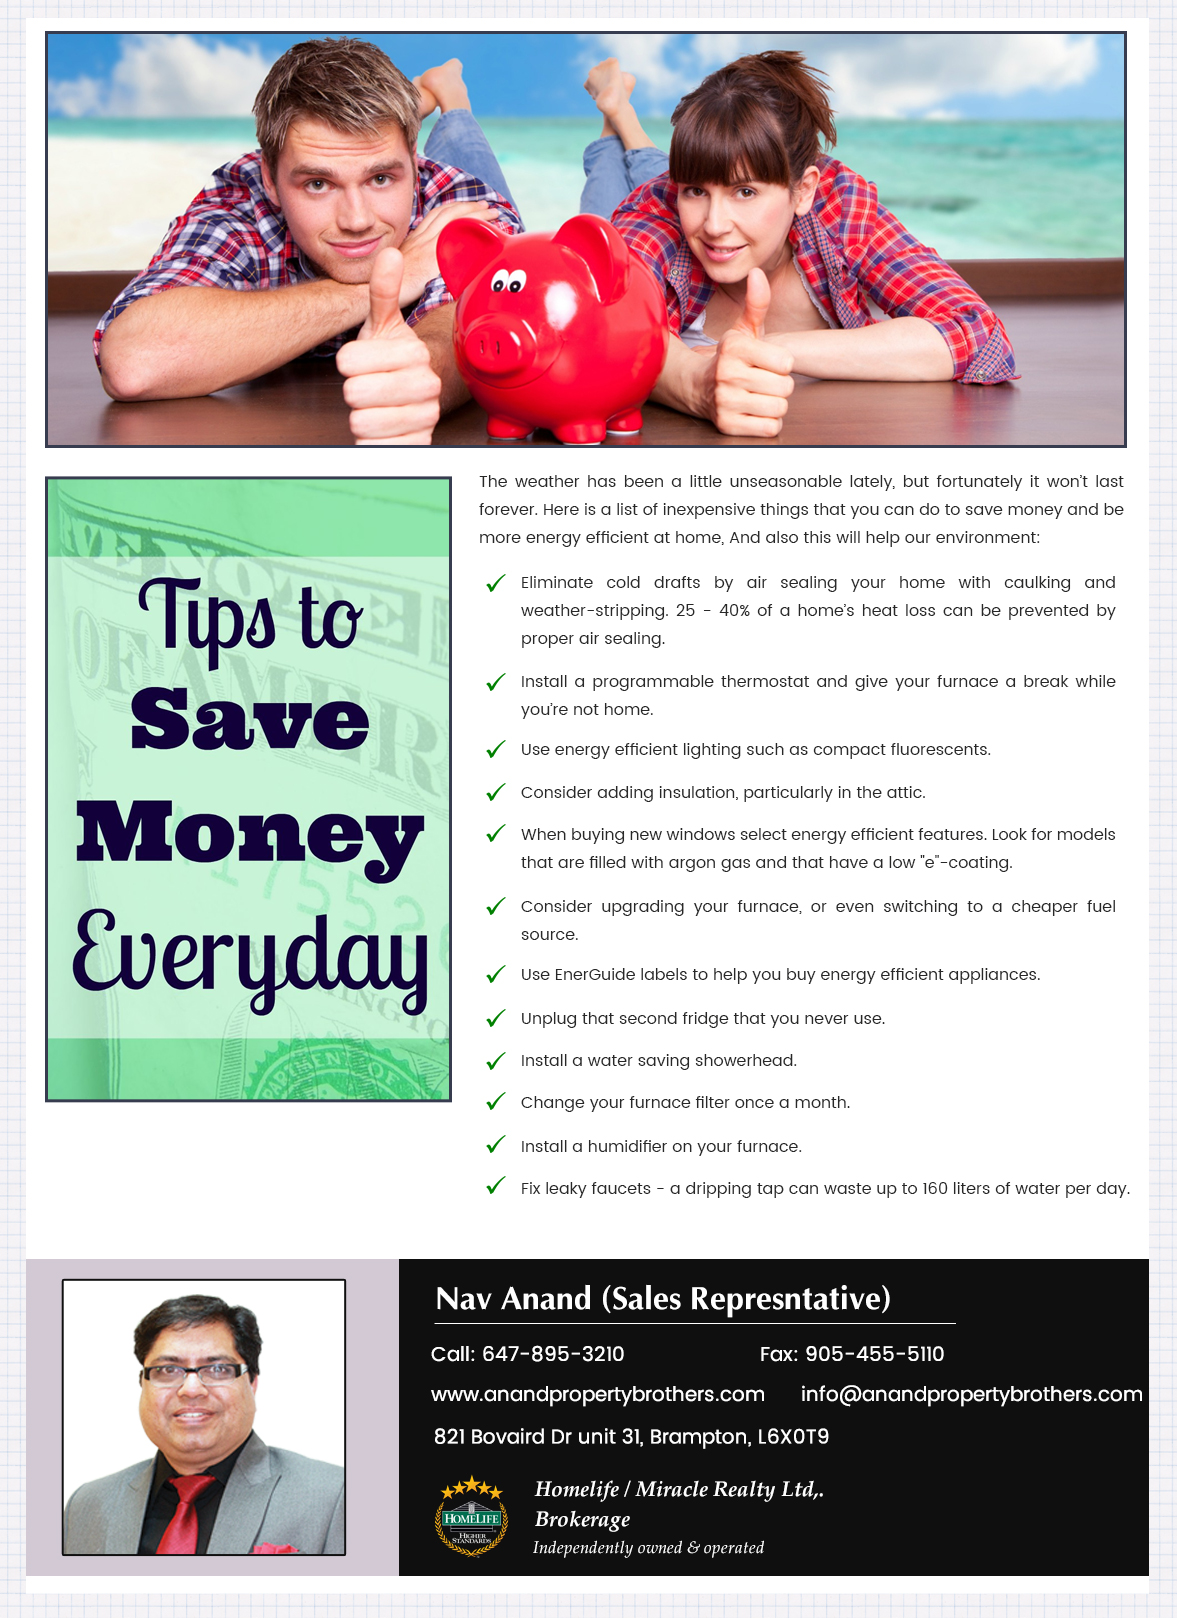 Tips to
Save
Money
Everyday
The weather has been a little unseasonable lately, but fortunately it won't last
forever. Here is a list of inexpensive things that you can do to save money and be
more energy efficient at home, And also this will help our environment:
Eliminate cold drafts by air sealing your home with caulking and
weather-stripping. 25 - 40% of a home's heat loss can be prevented by
proper air sealing.
Install a programmable thermostat and give your furnace a break while
you're not home.
Use energy efficient lighting such as compact fluorescents.
Consider adding insulation, particularly in the attic.
When buying new windows select energy efficient features. Look for models
that are filled with argon gas and that have a low "e"-coating.
Consider upgrading your furnace, or even switching to a cheaper fuel
source.
Use EnerGuide labels to help you buy energy efficient appliances.
Unplug that second fridge that you never use.
Install a water saving showerhead.
Change your furnace filter once a month.
Install a humidifier on your furnace.
Fix leaky faucets - a dripping tap can waste up to 160 liters of water per day.
Nav Anand (Sales Represntative)
Call: 647-895-3210 Fax: 905-455-5110
www.anandpropertybrothers.com info@anandpropertybrothers.com
821 Bovaird Dr unit 31, Brampton, L6X0T9
Homelife / Miracle Realty Ltd,.
Brokerage
Independently owned & operated
HOMELIFE
HIGHER
STANDARDS